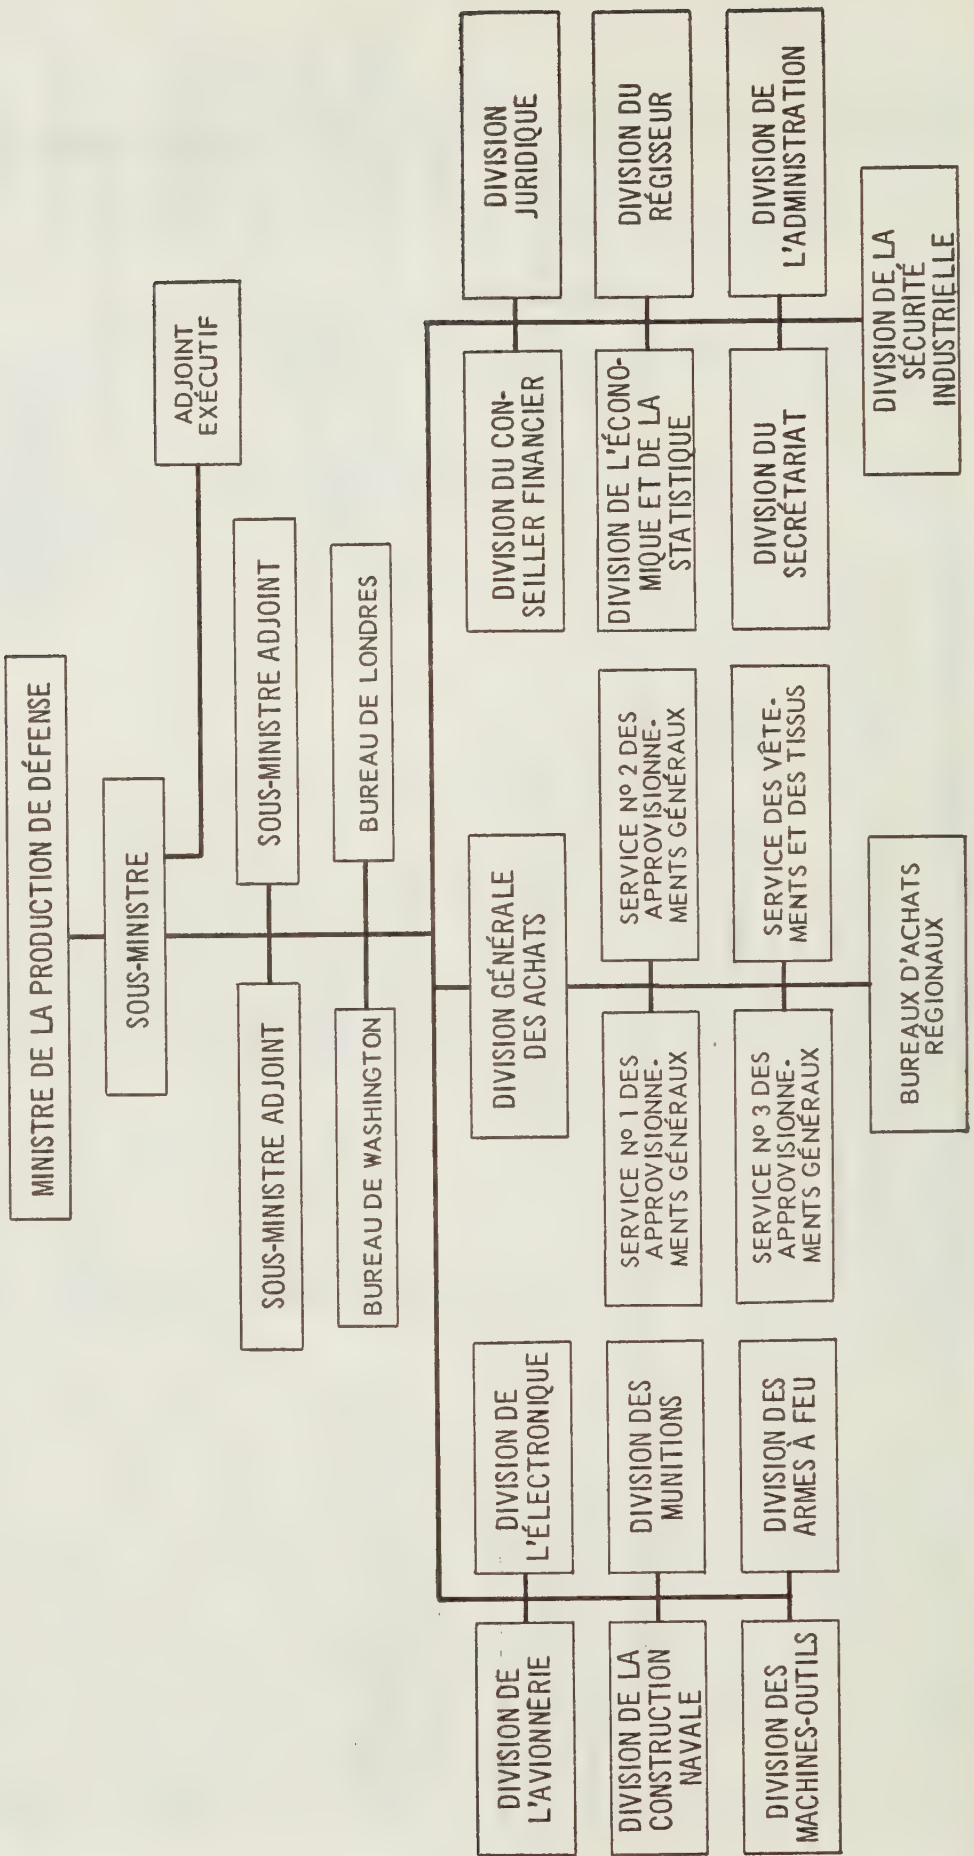 MINISTRE DE LA PRODUCTION DE DÉFENSE
SOUS-MINISTRE
ADJOINT
EXÉCUTIF
SOUS-MINISTRE ADJOINT
SOUS-MINISTRE ADJOINT
BUREAU DE WASHINGTON
BUREAU DE LONDRES
DIVISION DE
L'AVIONNERIE
DIVISION DE
L'ÉLECTRONIQUE
DIVISION DE LA
CONSTRUCTION
NAVALE
DIVISION DES
MUNITIONS
DIVISION DES
MACHINES-OUTILS
DIVISION DES
ARMES À FEU
DIVISION GÉNÉRALE
DES ACHATS
SERVICE Nº 1 DES
APPROVISIONNE-
MENTS GÉNÉRAUX
SERVICE Nº 2 DES
APPROVISIONNE-
MENTS GÉNÉRAUX
SERVICE Nº 3 DES
APPROVISIONNE-
MENTS GÉNÉRAUX
SERVICE DES VÊTE-
MENTS ET DES TISSUS
BUREAUX D'ACHATS
RÉGIONAUX
DIVISION DU CON-
SEILLER FINANCIER
DIVISION
JURIDIQUE
DIVISION DE L'ÉCONO-
MIQUE ET DE LA
STATISTIQUE
DIVISION DU
RÉGISSEUR
DIVISION DU
SECRÉTARIAT
DIVISION DE
L'ADMINISTRATION
DIVISION DE LA
SÉCURITÉ
INDUSTRIELLE